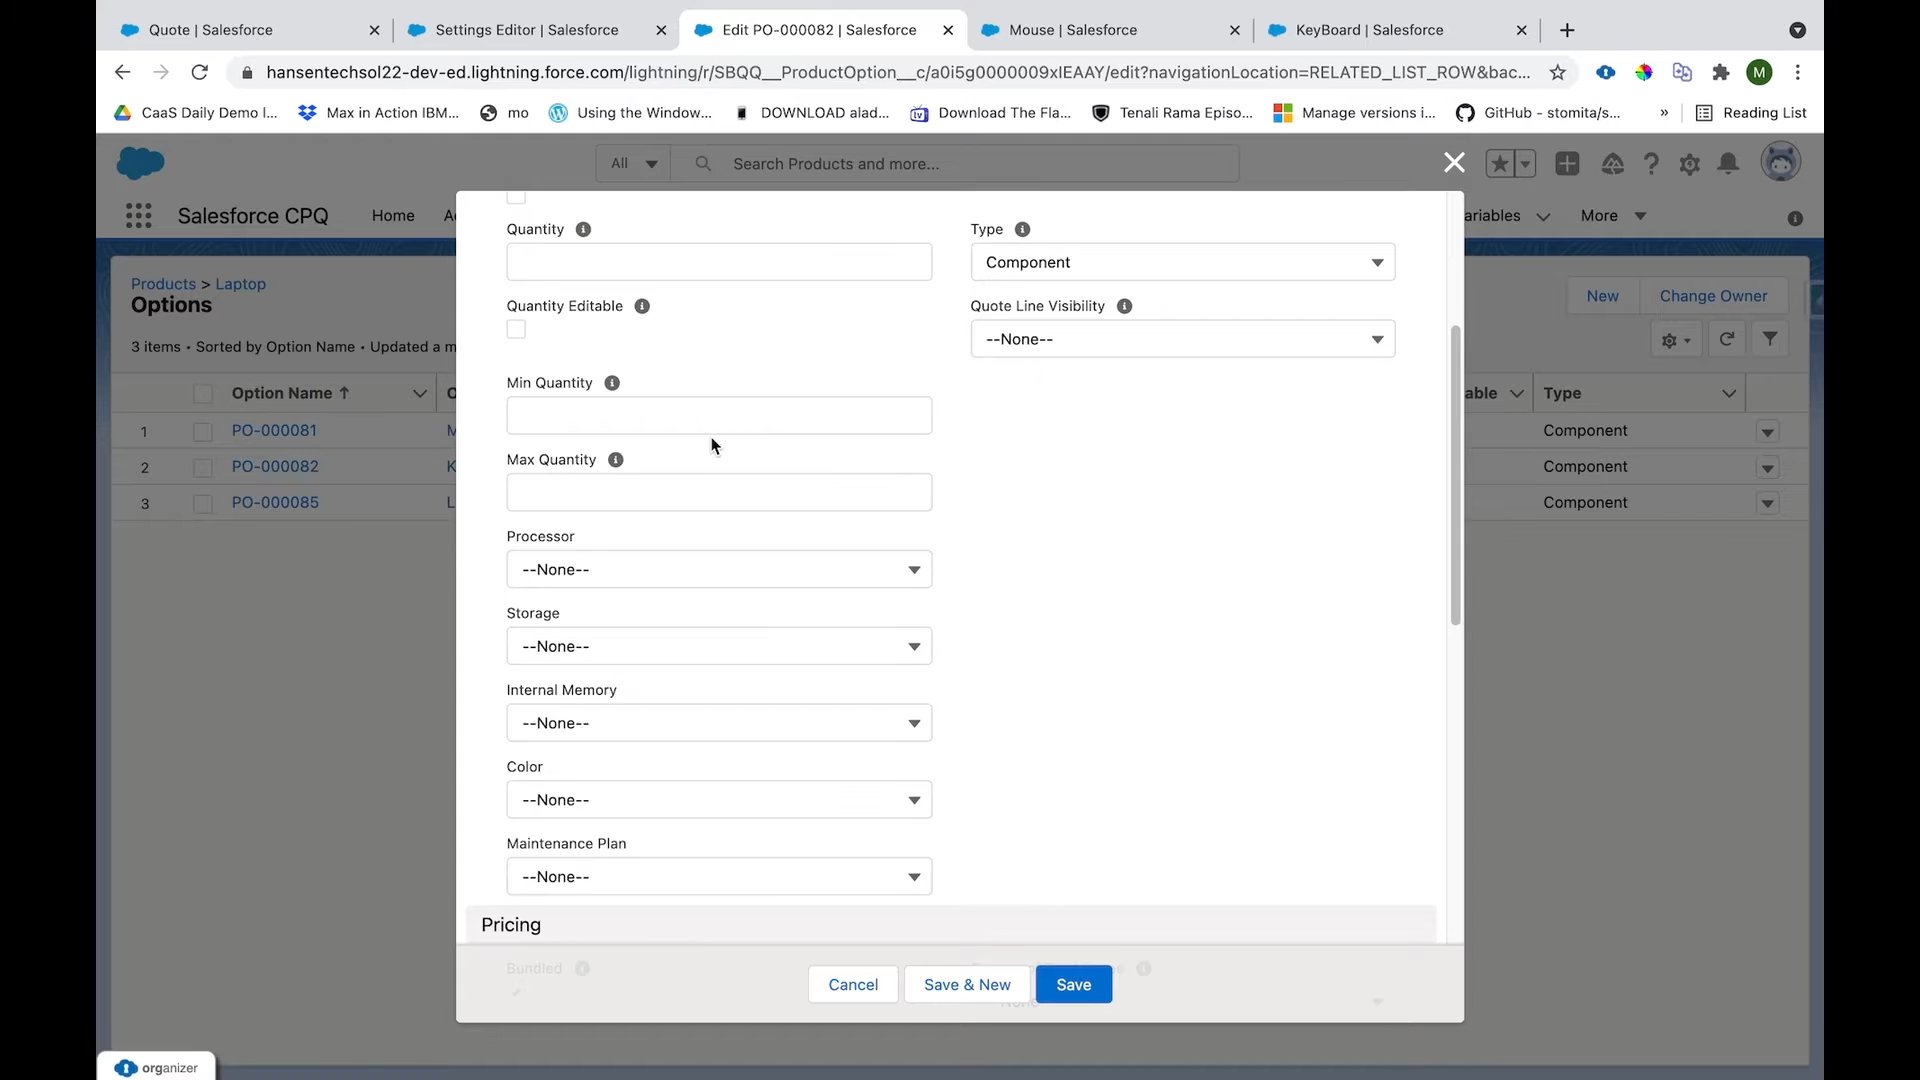 Quote | Salesforce
Settings Editor | Salesforce
Edit PO-000082 | Salesforce
Mouse | Salesforce
KeyBoard | Salesforce
hansentechsol22-dev-ed.lightning.force.com/lightning/r/SBQQ__ProductOption__c/a0i5g0000009xIEAAY/edit?navigationLocation=RELATED_LIST_ROW&bac...
M
CaaS Daily Demo I...
Max in Action IBM...
mo
Using the Window...
DOWNLOAD alad...
Download The Fla...
Tenali Rama Episo...
Manage versions i...
GitHub - stomita/s...
»
Reading List
All
Search Products and more...
Salesforce CPQ
Home
A
ariables
More
Products > Laptop
Options
New
Change Owner
3 items • Sorted by Option Name • Updated a m
Option Name
able
Type
1
PO-000081
M
Component
2
PO-000082
K
Component
3
PO-000085
L
Component
Quantity
Type
Component
Quantity Editable
Quote Line Visibility
--None--
Min Quantity
Max Quantity
Processor
--None--
Storage
--None--
Internal Memory
--None--
Color
--None--
Maintenance Plan
--None--
Pricing
Bundled
Cancel
Save & New
Save
organizer